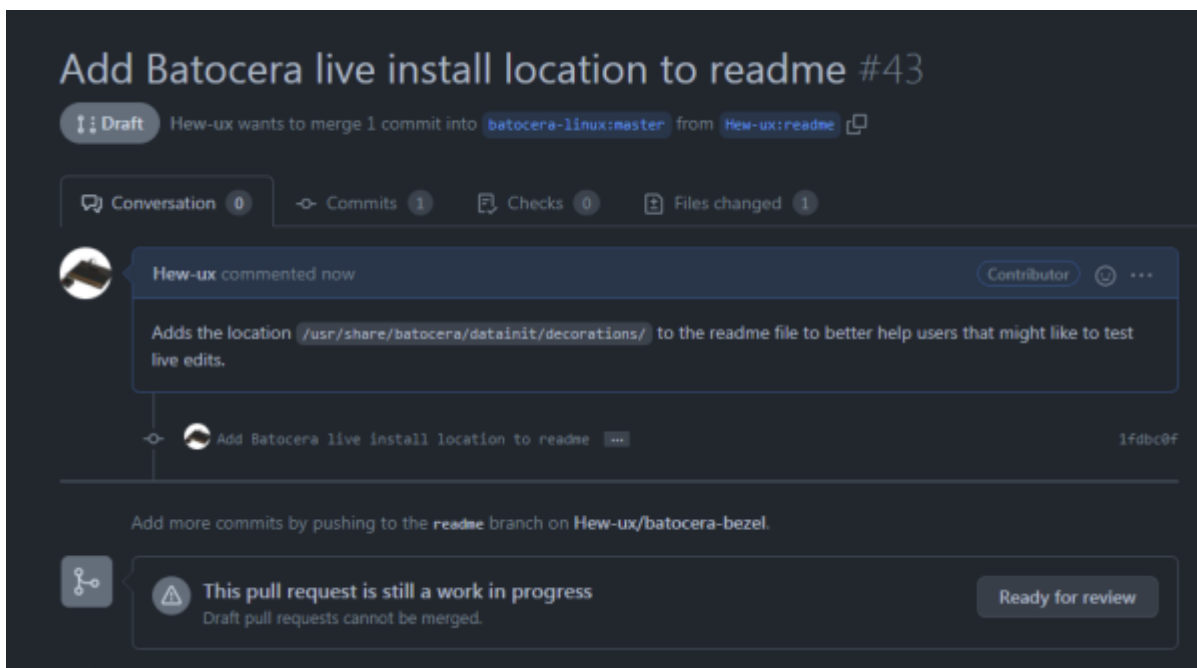 Add Batocera live install location to readme #43
Draft Hew-ux wants to merge 1 commit into batocera-linux:master from Hew-ux:readme
Conversation 0 Commits 1 Checks 0 Files changed 1
Hew-ux commented now Contributor ...
Adds the location /usr/share/batocera/datainit/decorations/ to the readme file to better help users that might like to test
live edits.
Add Batocera live install location to readme ... 1fdbc0f
Add more commits by pushing to the readme branch on Hew-ux/batocera-bezel.
This pull request is still a work in progress
Draft pull requests cannot be merged.
Ready for review